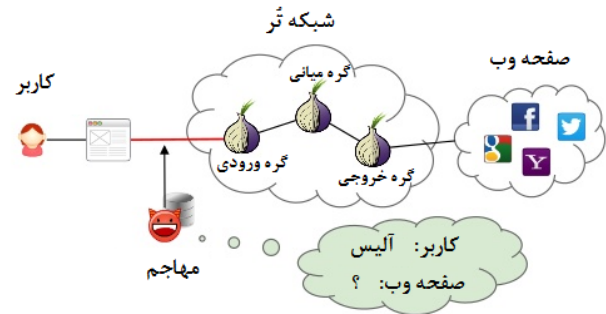 شبکه تُر
صفحه وب
کاربر
گره میانی
گره ورودی
گره خروجی
مهاجم
کاربر: آلیس
صفحه وب: ؟